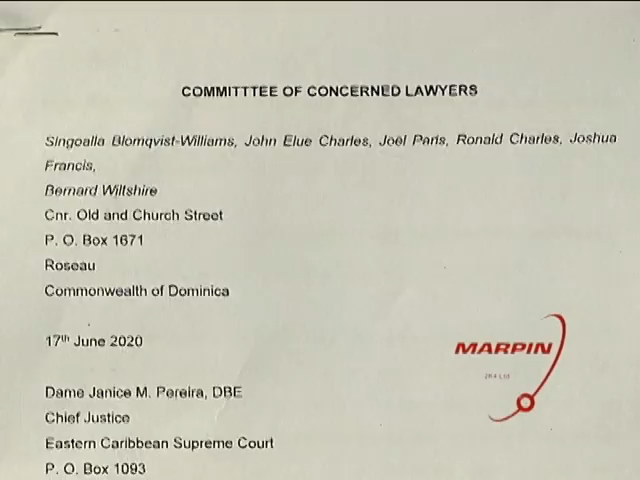 COMMITTTEE OF CONCERNED LAWYERS
Singoalla Blomqvist-Williams, John Elue Charles, Joel Paris, Ronald Charles, Joshua
Francis,
Bernard Wiltshire
Cnr. Old and Church Street
P. O. Box 1671
Roseau
Commonwealth of Dominica
17th June 2020
MARPIN
Dame Janice M. Pereira, DBE
Chief Justice
Eastern Caribbean Supreme Court
P. O. Box 1093